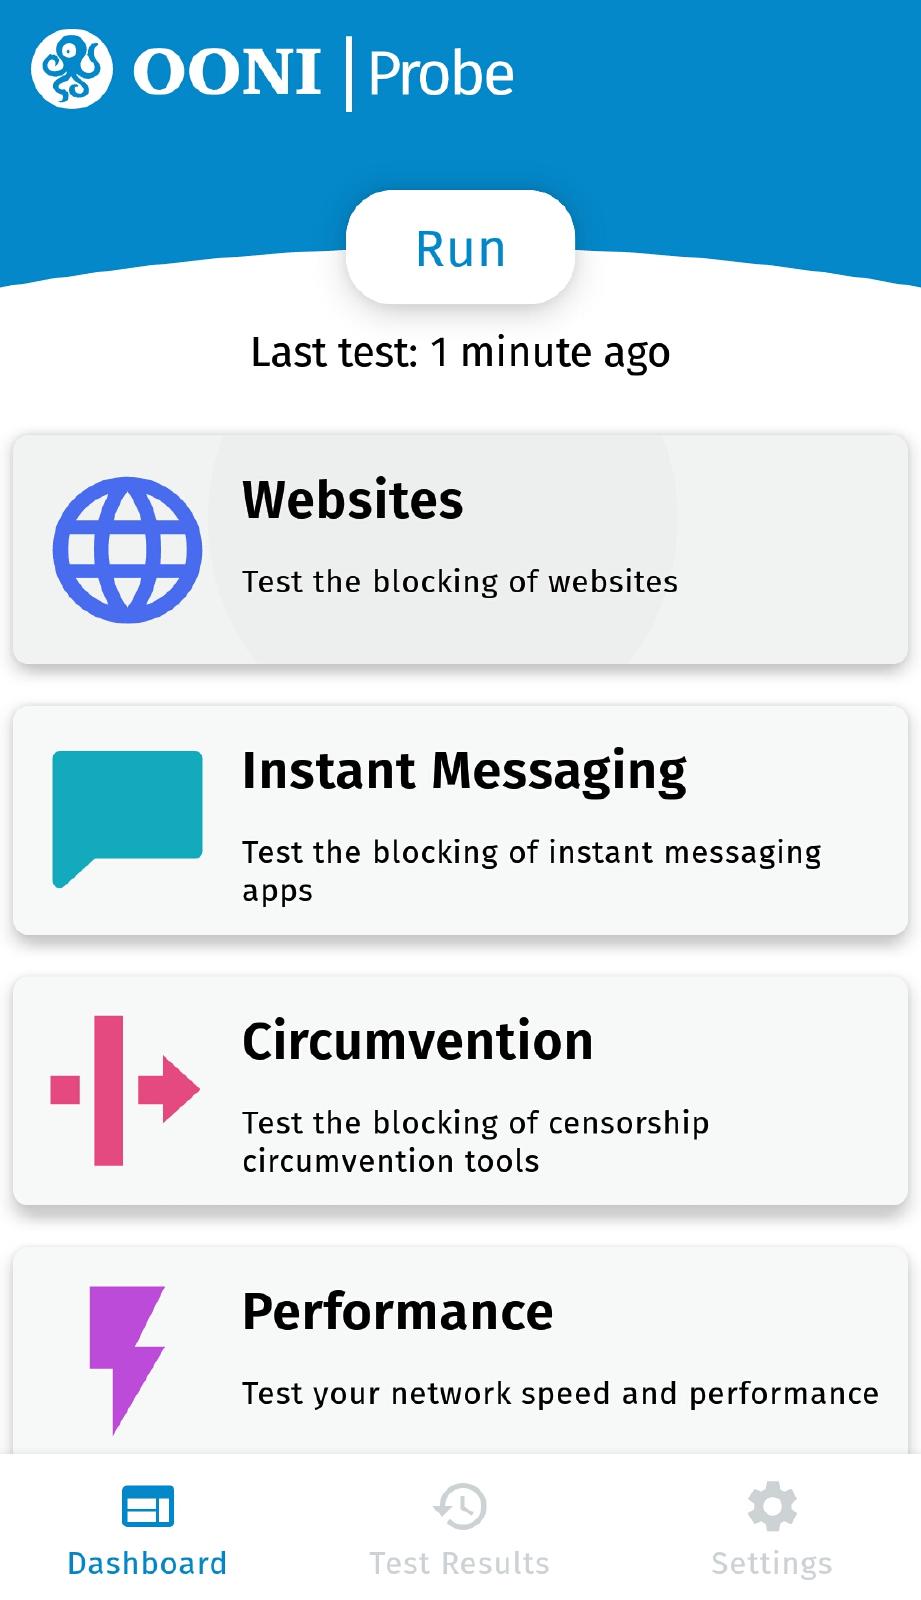 OONI | Probe
Run
Last test: 1 minute ago
Websites
Test the blocking of websites
Instant Messaging
Test the blocking of instant messaging
apps
Circumvention
Test the blocking of censorship
circumvention tools
Performance
Test your network speed and performance
Dashboard
Test Results
Settings